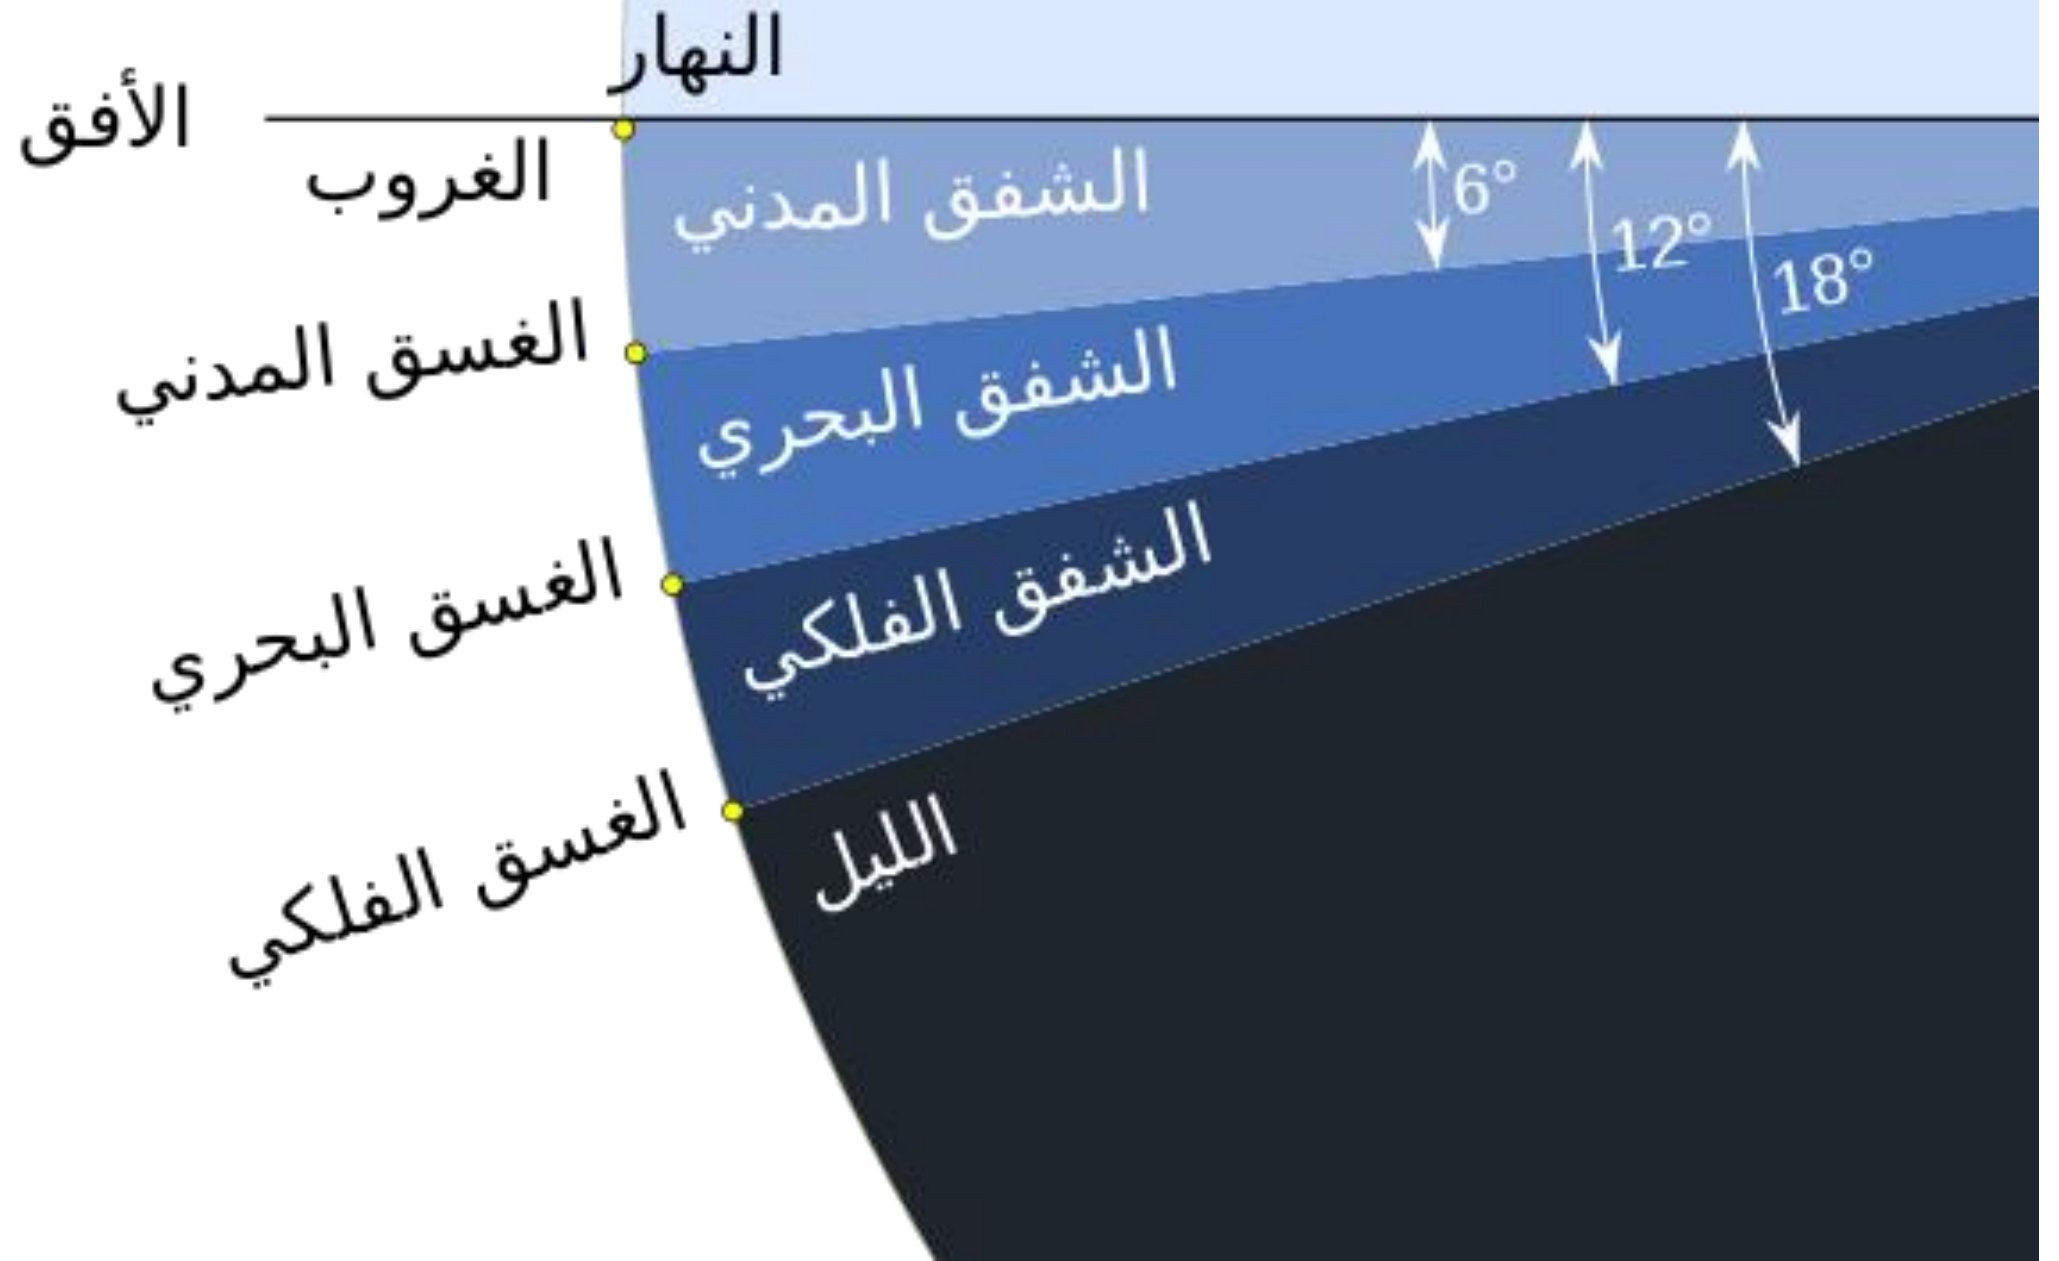 النهار
الأفق
الغروب
الشفق المدني
6°
12°
18°
الغسق المدني
الشفق البحري
الغسق البحري
الشفق الفلكي
الغسق الفلكي
الليل